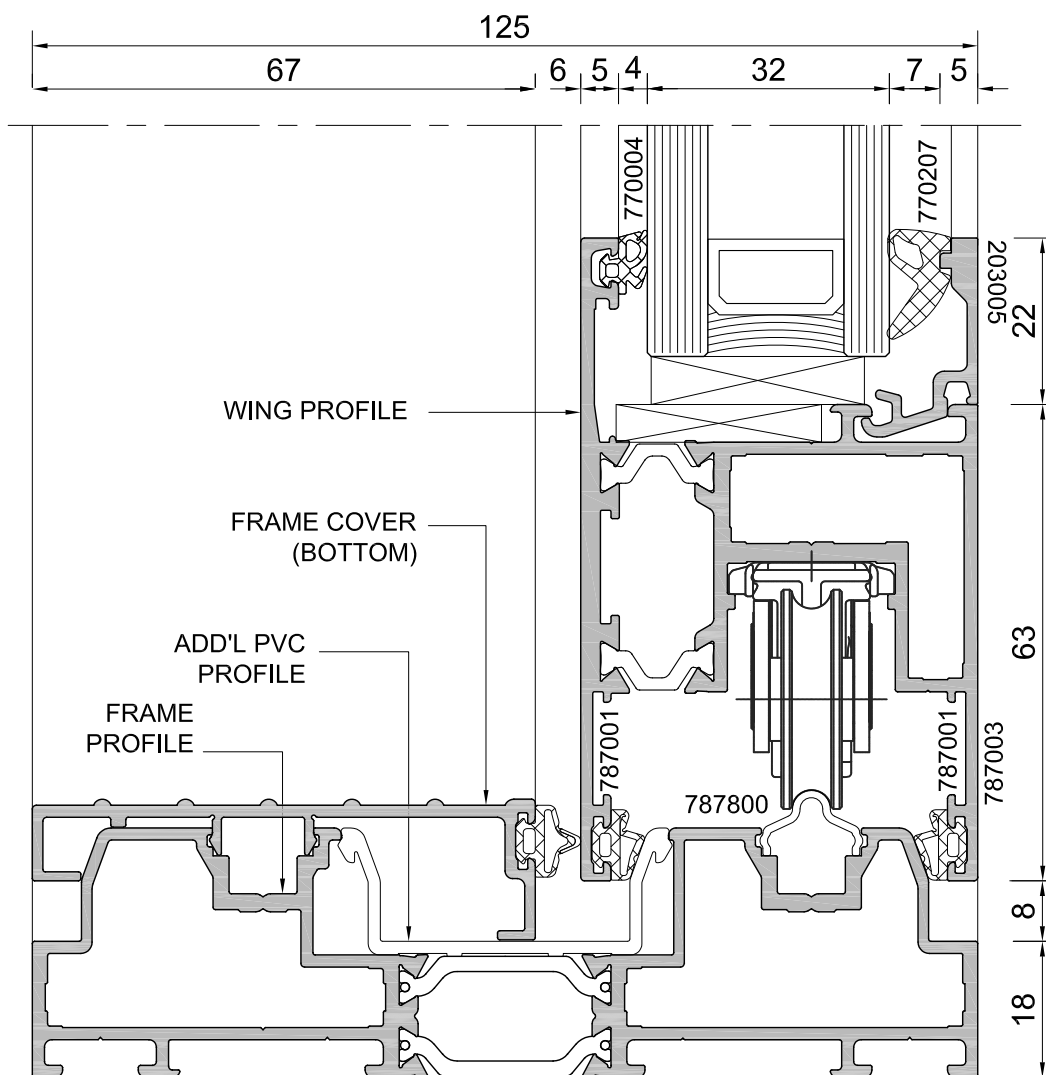 125
67
6
5
4
32
7
5
770004
770207
203005
22
WING PROFILE
FRAME COVER
(BOTTOM)
63
ADD'L PVC
PROFILE
FRAME
PROFILE
787001
787800
787001
787003
8
18